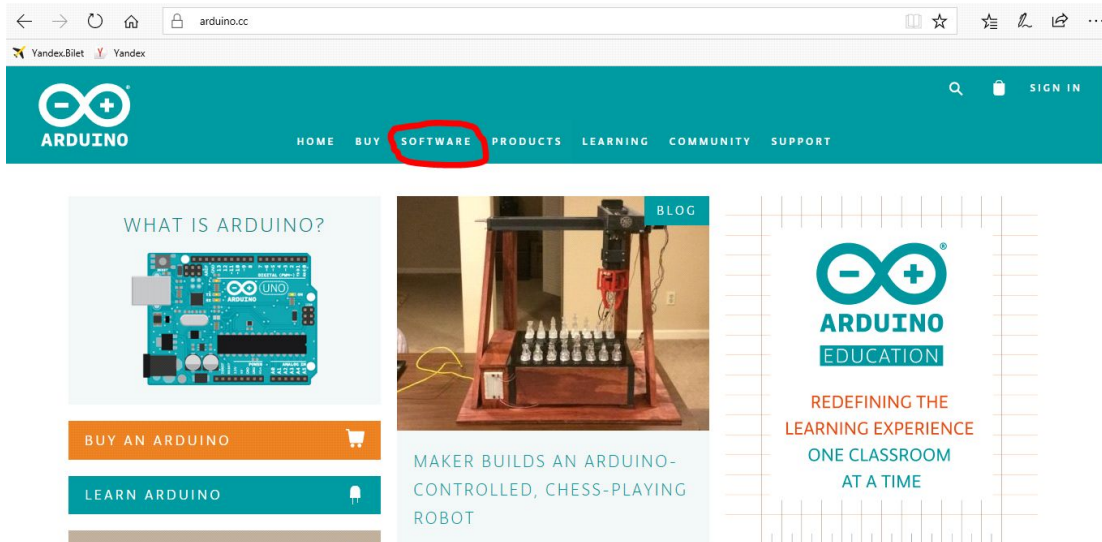 arduino.cc
Yandex.Bilet Yandex
SIGN IN
ARDUINO
HOME BUY SOFTWARE PRODUCTS LEARNING COMMUNITY SUPPORT
WHAT IS ARDUINO?
UNO
ARDUINO
BUY AN ARDUINO
LEARN ARDUINO
BLOG
MAKER BUILDS AN ARDUINO-
CONTROLLED, CHESS-PLAYING
ROBOT
ARDUINO
EDUCATION
REDEFINING THE
LEARNING EXPERIENCE
ONE CLASSROOM
AT A TIME